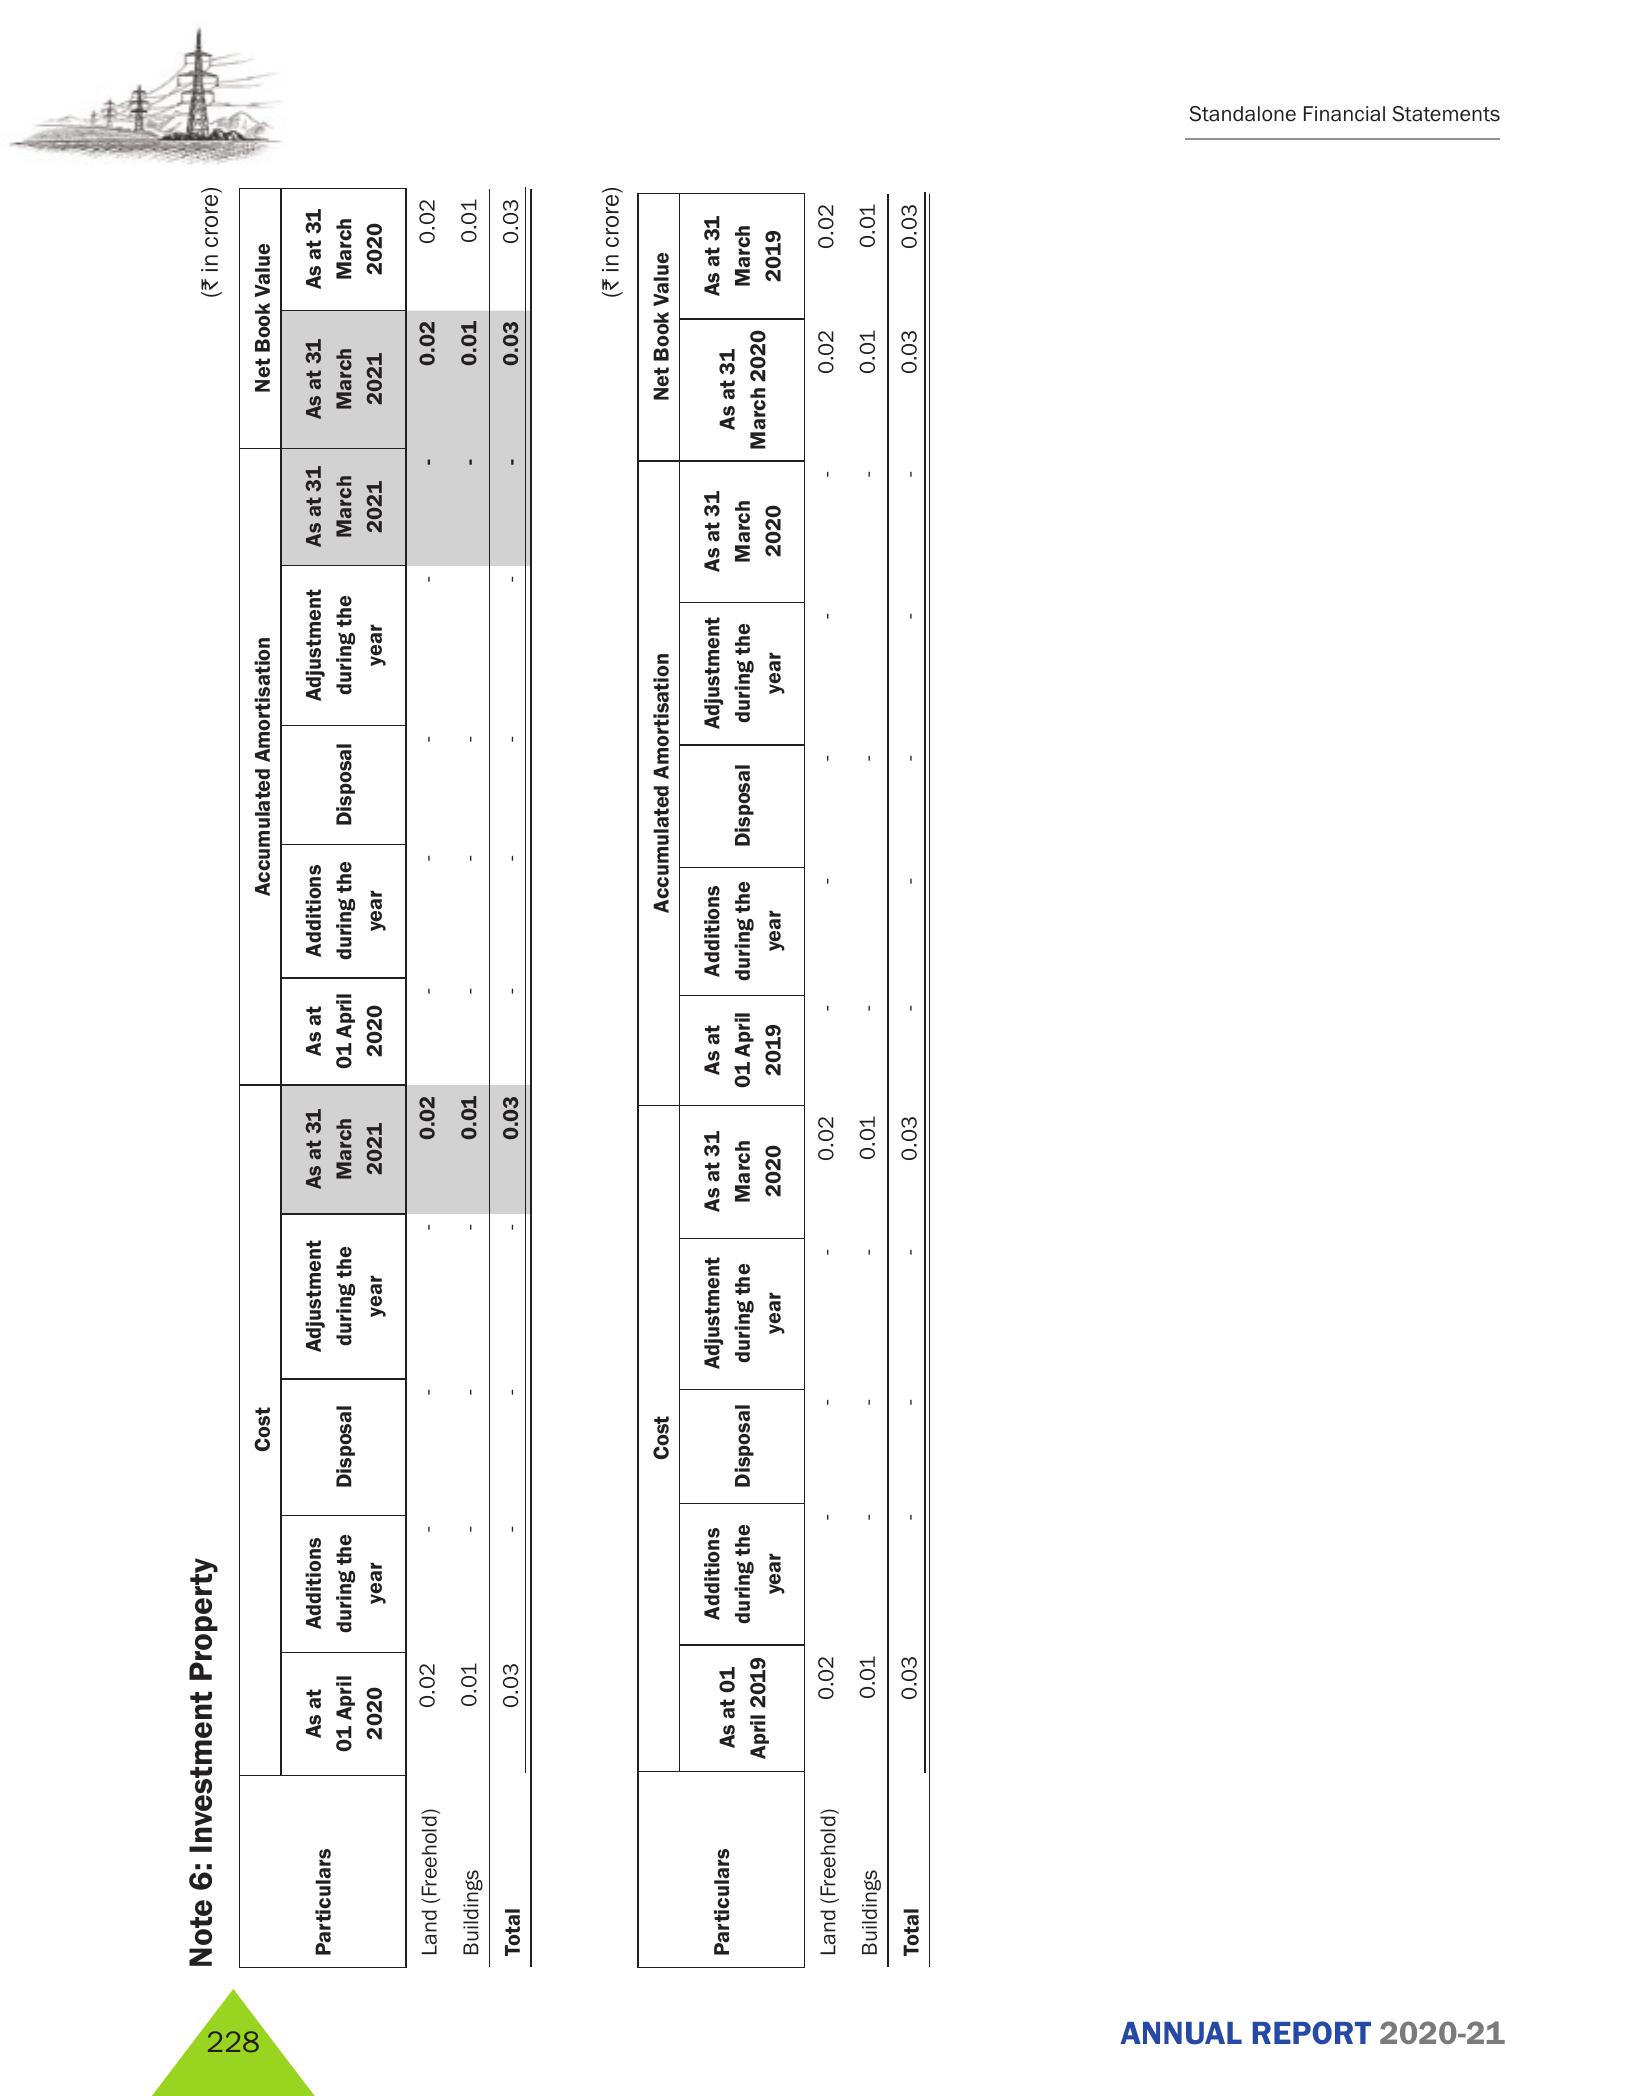 Standalone Financial Statements
Note 6: Investment Property
(₹ in crore)
Particulars Cost Accumulated Amortisation Net Book Value
As at 01 April 2020 Additions during the year Disposal Adjustment during the year As at 31 March 2021 As at 01 April 2020 Additions during the year Disposal Adjustment during the year As at 31 March 2021 As at 31 March 2021 As at 31 March 2020
Land (Freehold) 0.02 - - - 0.02 - - - - - 0.02 0.02
Buildings 0.01 - - - 0.01 - - - - 0.01 0.01
Total 0.03 - - - 0.03 - - - - - 0.03 0.03
(₹ in crore)
Particulars Cost Accumulated Amortisation Net Book Value
As at 01 April 2019 Additions during the year Disposal Adjustment during the year As at 31 March 2020 As at 01 April 2019 Additions during the year Disposal Adjustment during the year As at 31 March 2020 As at 31 March 2020 As at 31 March 2019
Land (Freehold) 0.02 - - - 0.02 - - - - - 0.02 0.02
Buildings 0.01 - - - 0.01 - - - 0.01 0.01
Total 0.03 - - - 0.03 - - - - - 0.03 0.03
228
ANNUAL REPORT 2020-21